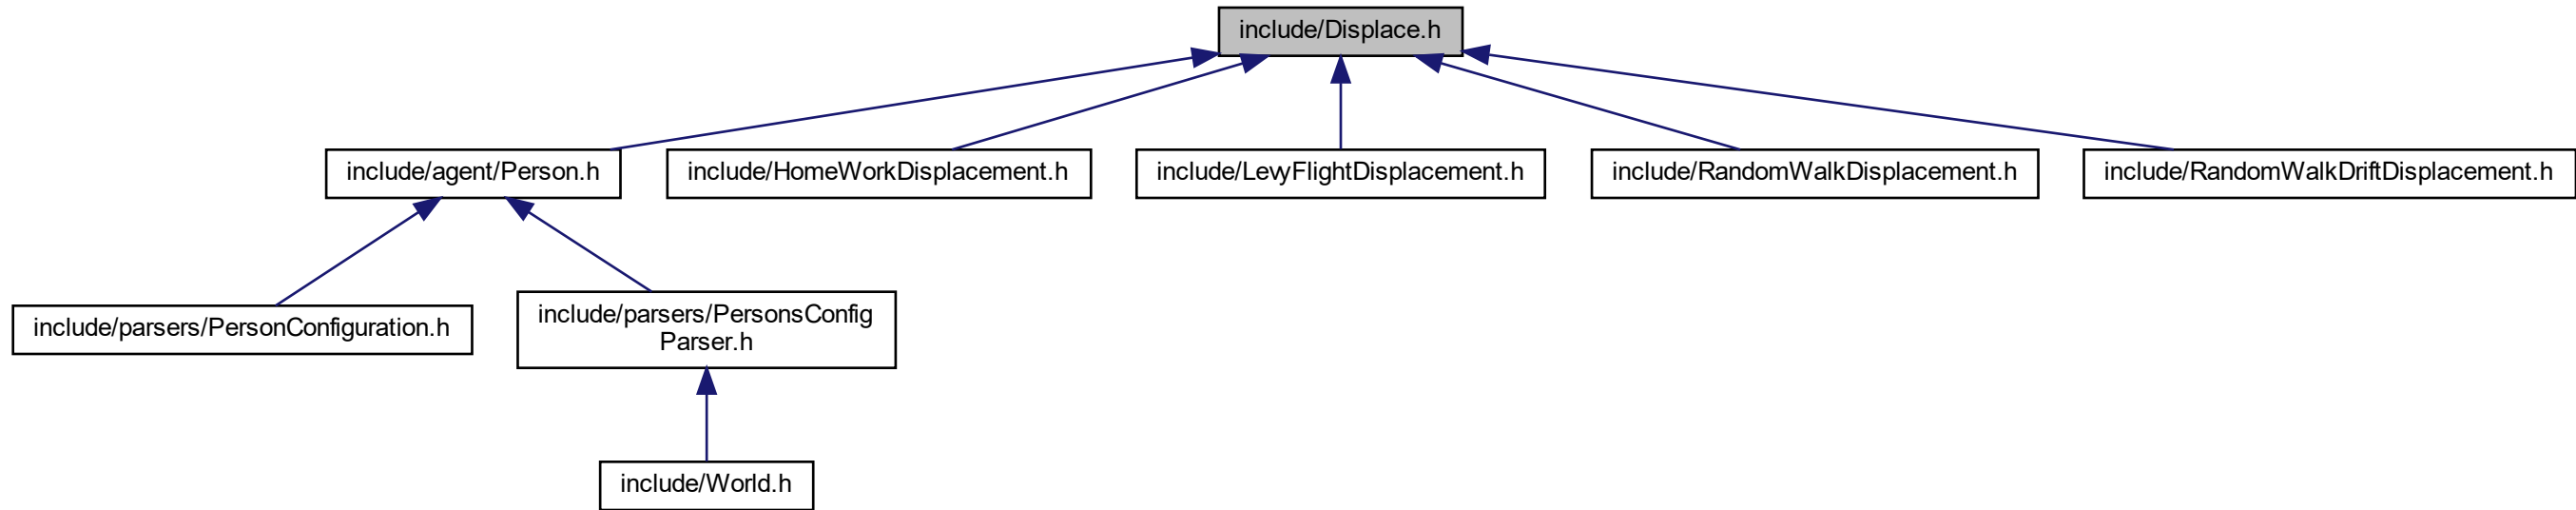 include/Displace.h
include/agent/Person.h
include/HomeWorkDisplacement.h
include/LevyFlightDisplacement.h
include/RandomWalkDisplacement.h
include/RandomWalkDriftDisplacement.h
include/parsers/PersonConfiguration.h
include/parsers/PersonsConfig
Parser.h
include/World.h